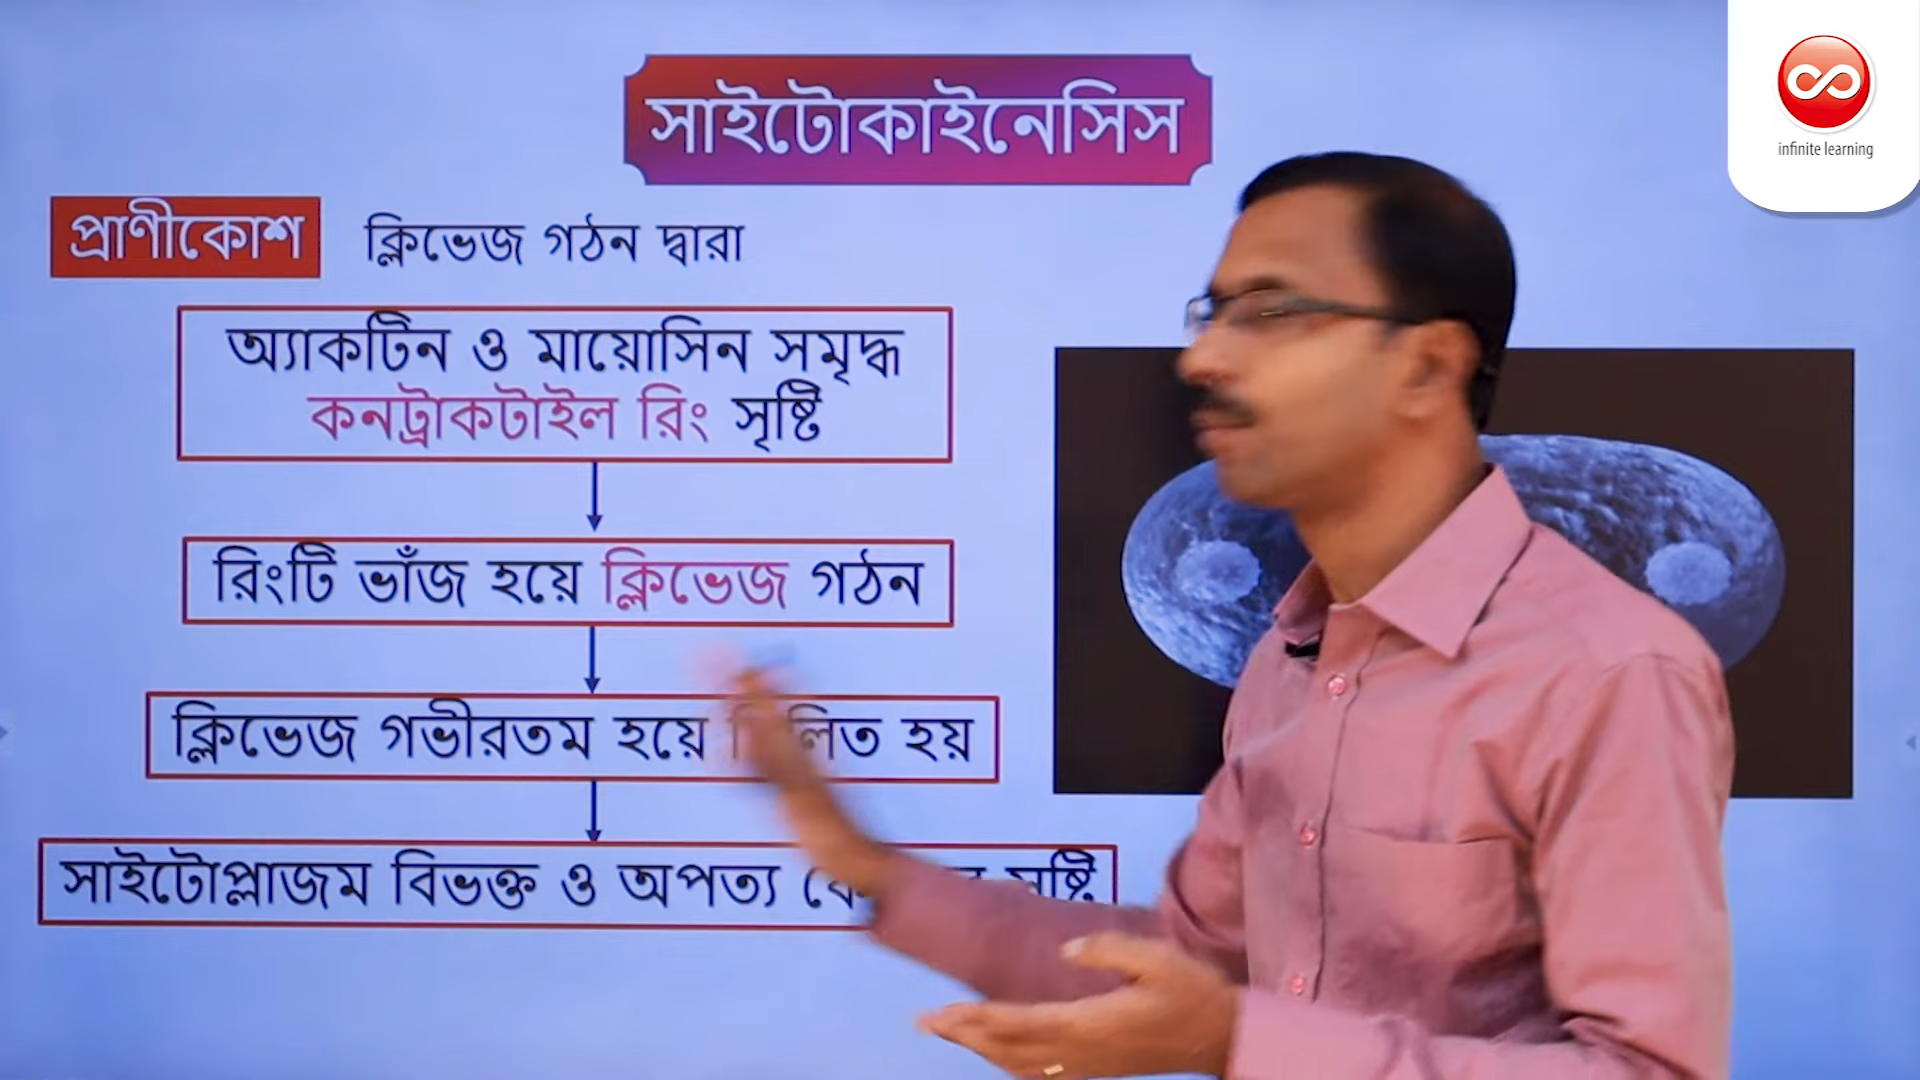 সাইটোকাইনেসিস
infinite learning
প্রাণীকোশ
ক্লিভেজ গঠন দ্বারা
অ্যাকটিন ও মায়োসিন সমৃদ্ধ
কনট্রাকটাইল রিং সৃষ্টি
রিংটি ভাঁজ হয়ে ক্লিভেজ গঠন
ক্লিভেজ গভীরতম হয়ে হয়
সাইটোপ্লাজম বিভক্ত ও অপত্য সৃষ্টি